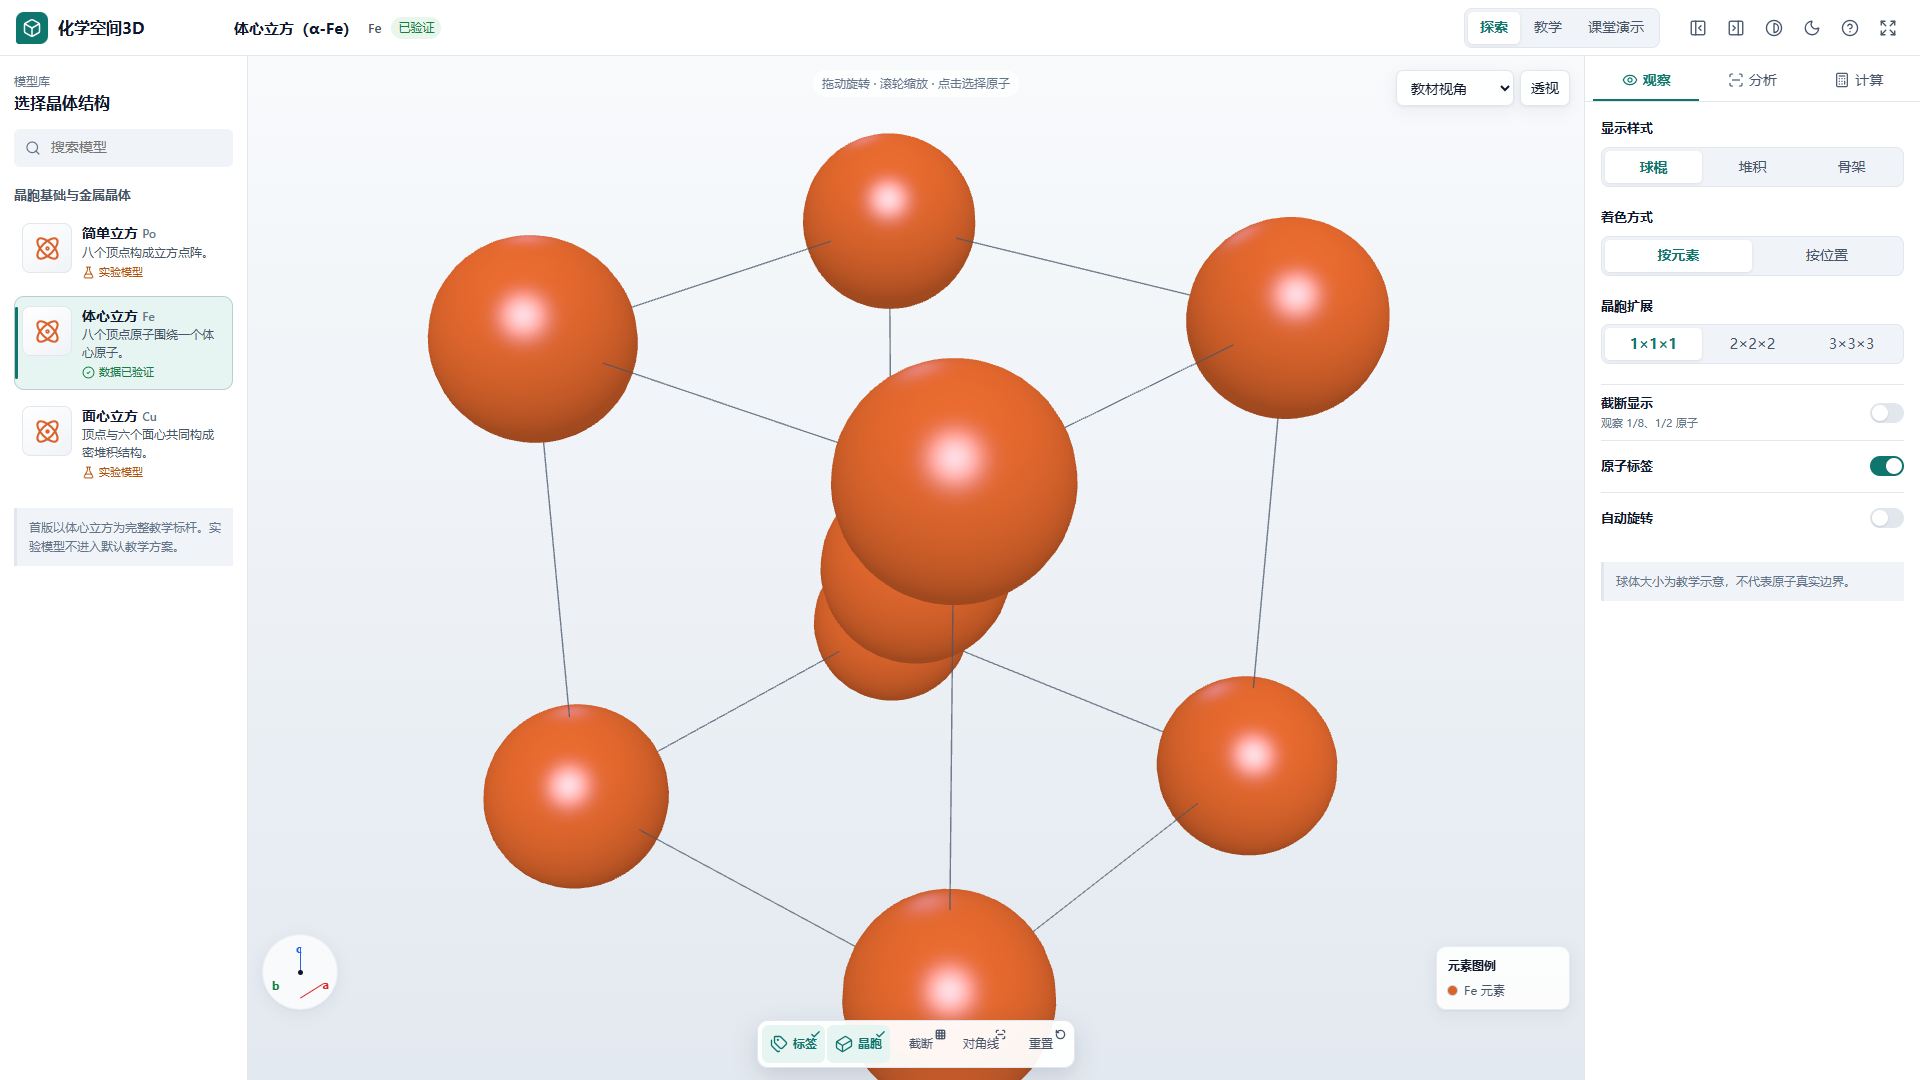 化学空间3D
体心立方（α-Fe） Fe 已验证
探索 教学 课堂演示
模型库
选择晶体结构
搜索模型
晶胞基础与金属晶体
简单立方 Po
八个顶点构成立方点阵。
实验模型
体心立方 Fe
八个顶点原子围绕一个体
心原子。
数据已验证
面心立方 Cu
顶点与六个面心共同构成
密堆积结构。
实验模型
首版以体心立方为完整教学标杆。实
验模型不进入默认教学方案。
拖动旋转 · 滚轮缩放 · 点击选择原子
教材视角 透视
c
b
a
标签 晶胞 截断 对角线 重置
元素图例
Fe 元素
观察 分析 计算
显示样式
球棍 堆积 骨架
着色方式
按元素 按位置
晶胞扩展
1×1×1 2×2×2 3×3×3
截断显示
观察 1/8、1/2 原子
原子标签
自动旋转
球体大小为教学示意，不代表原子真实边界。